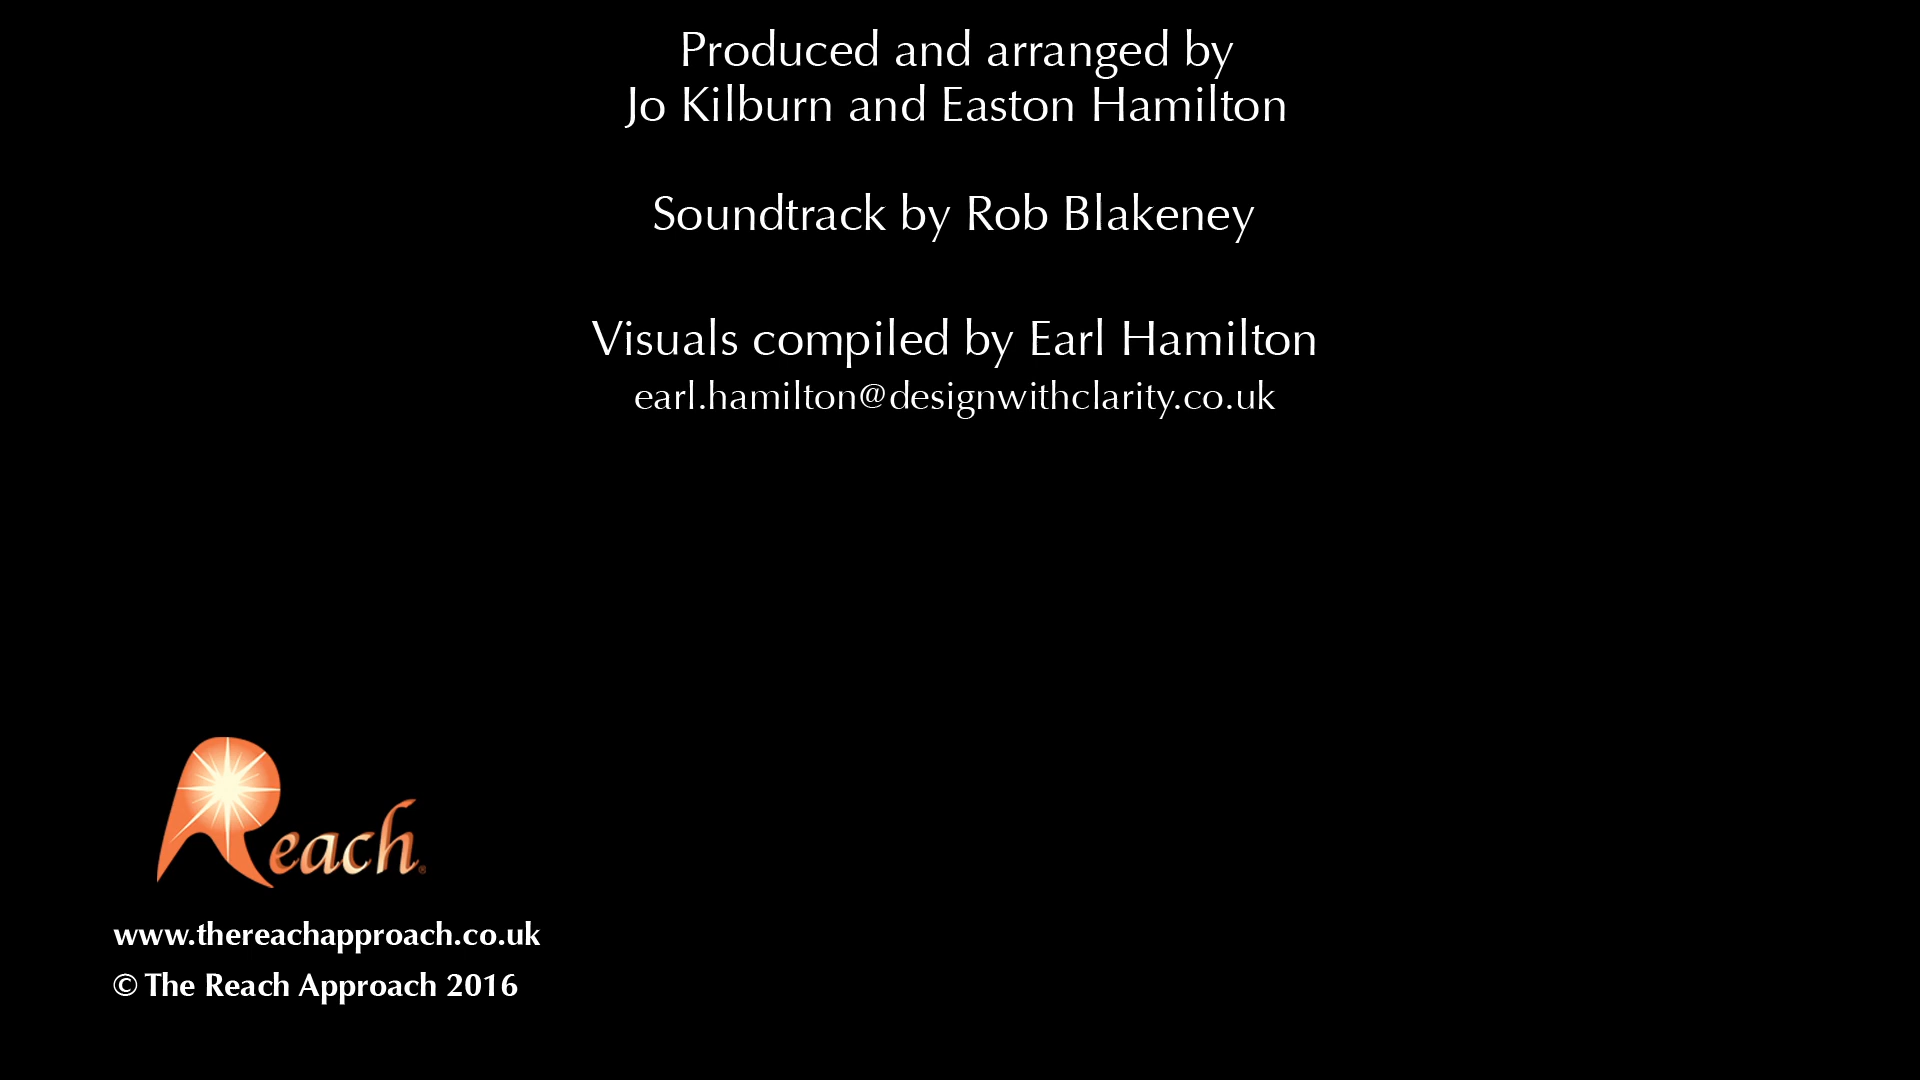 Produced and arranged by
Jo Kilburn and Easton Hamilton
Soundtrack by Rob Blakeney
Visuals compiled by Earl Hamilton
earl.hamilton@designwithclarity.co.uk
Reach®
www.thereachapproach.co.uk
© The Reach Approach 2016